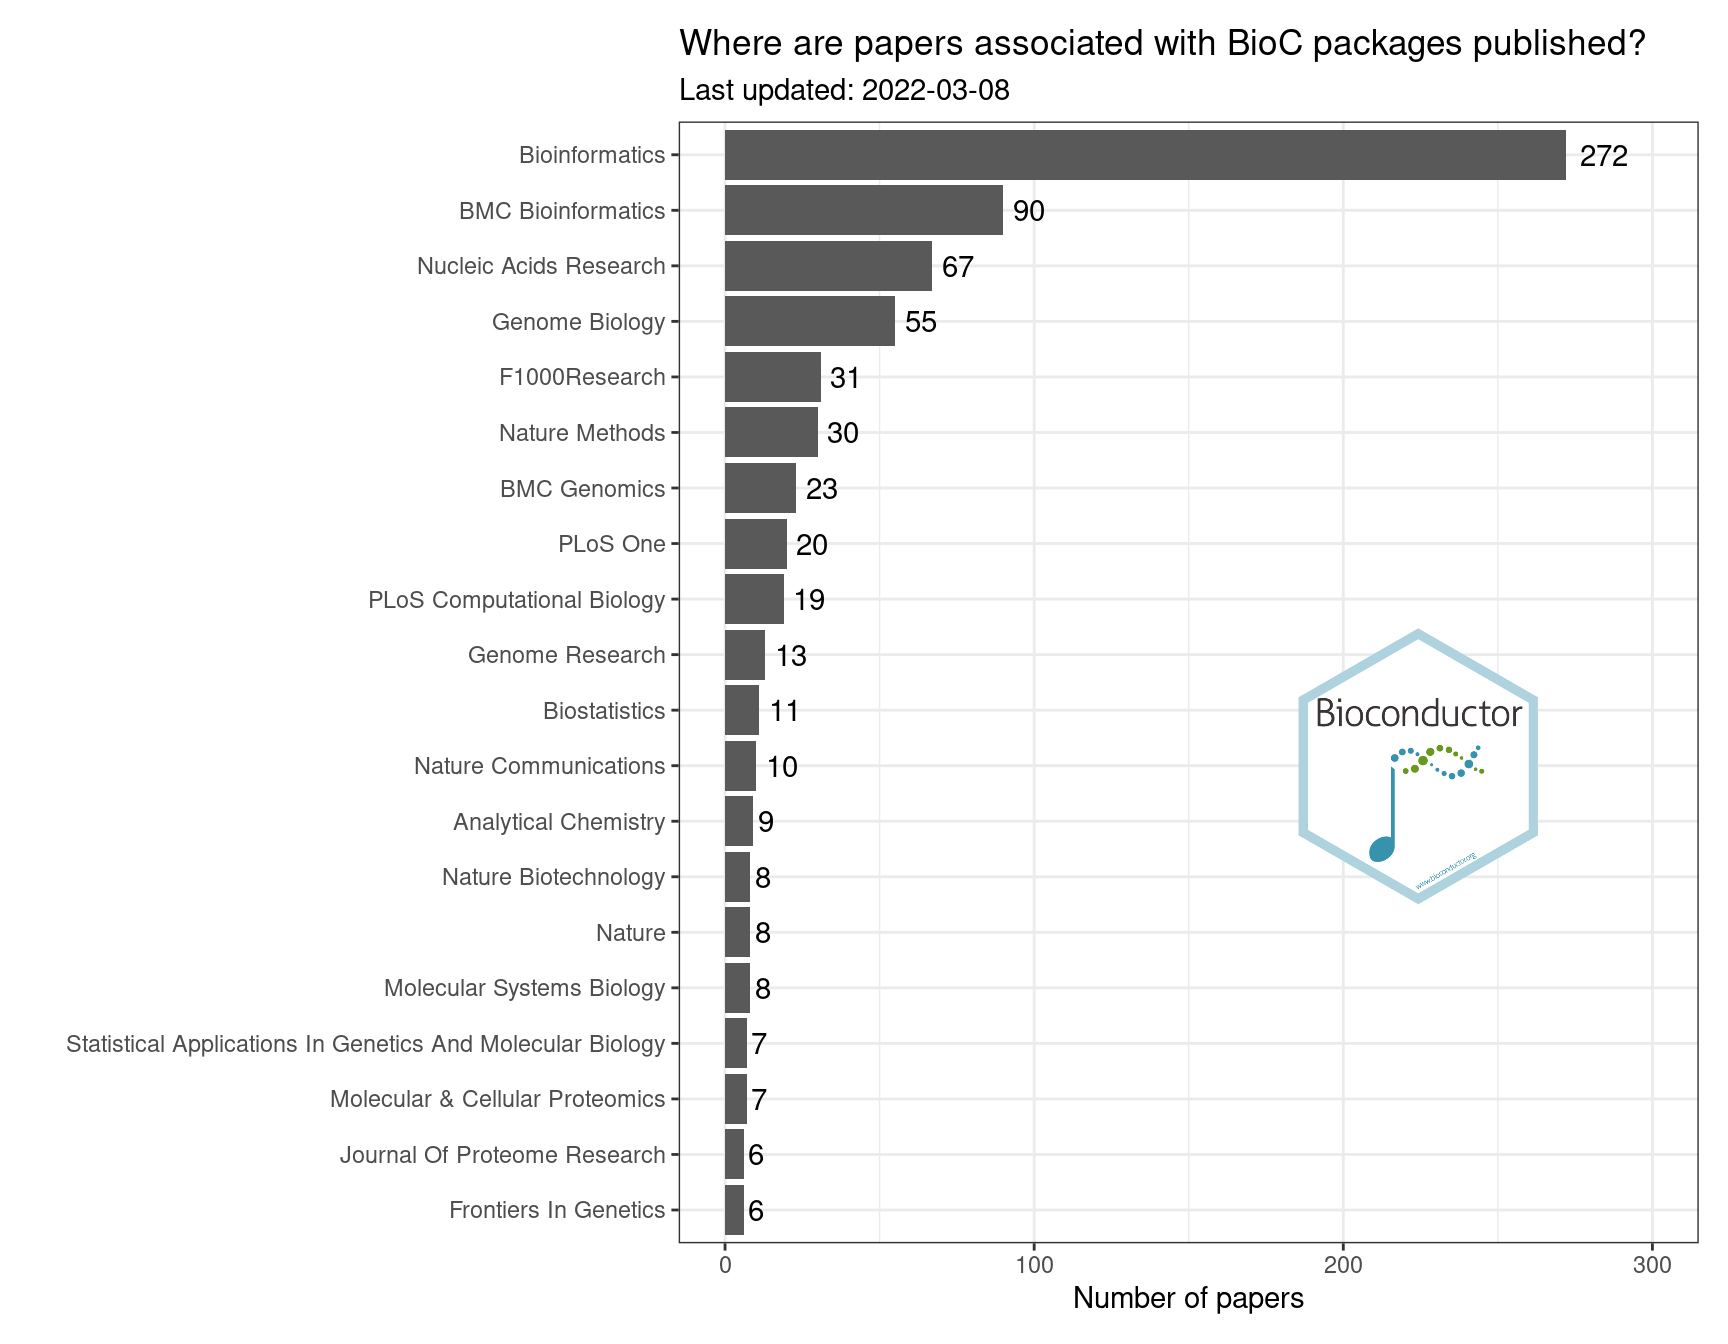 Where are papers associated with BioC packages published?
Last updated: 2022-03-08
Bioinformatics 272
BMC Bioinformatics 90
Nucleic Acids Research 67
Genome Biology 55
F1000Research 31
Nature Methods 30
BMC Genomics 23
PLoS One 20
PLoS Computational Biology 19
Genome Research 13
Biostatistics 11
Bioconductor
Nature Communications 10
Analytical Chemistry 9
Nature Biotechnology 8
www.bioconductor.org
Nature 8
Molecular Systems Biology 8
Statistical Applications In Genetics And Molecular Biology 7
Molecular & Cellular Proteomics 7
Journal Of Proteome Research 6
Frontiers In Genetics 6
0 100 200 300
Number of papers